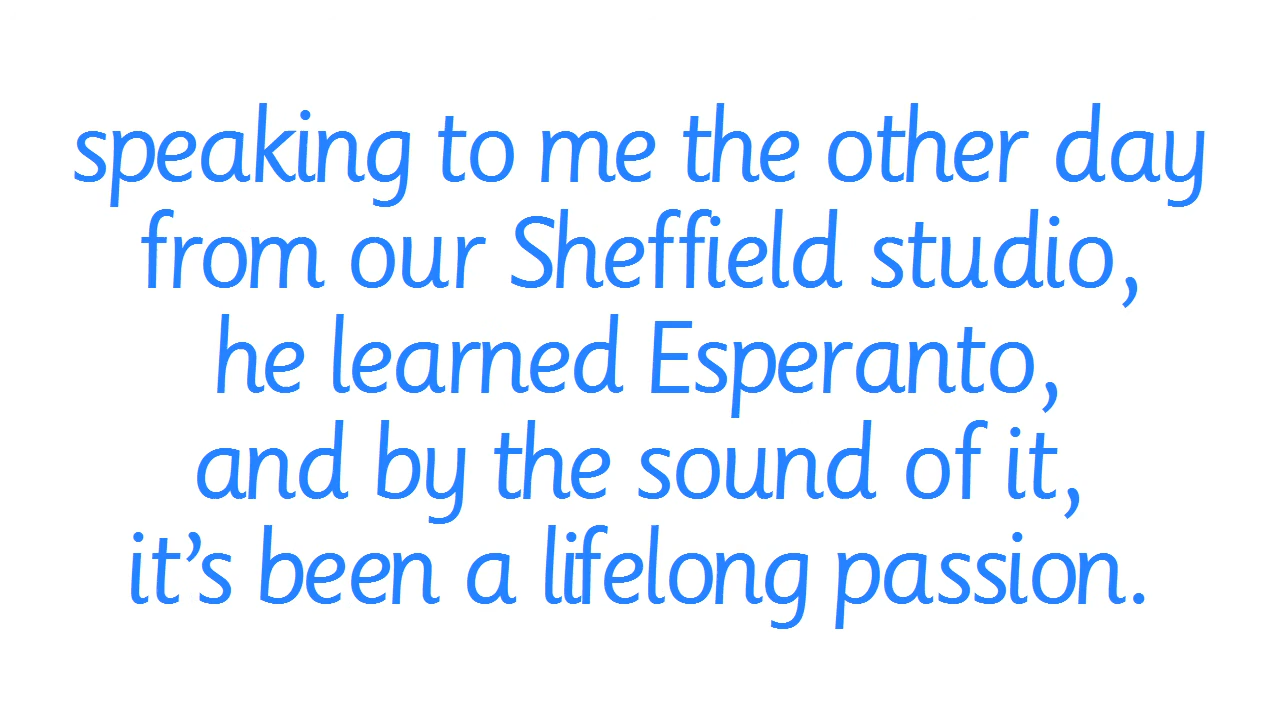 speaking to me the other day
from our Sheffield studio,
he learned Esperanto,
and by the sound of it,
it’s been a lifelong passion.